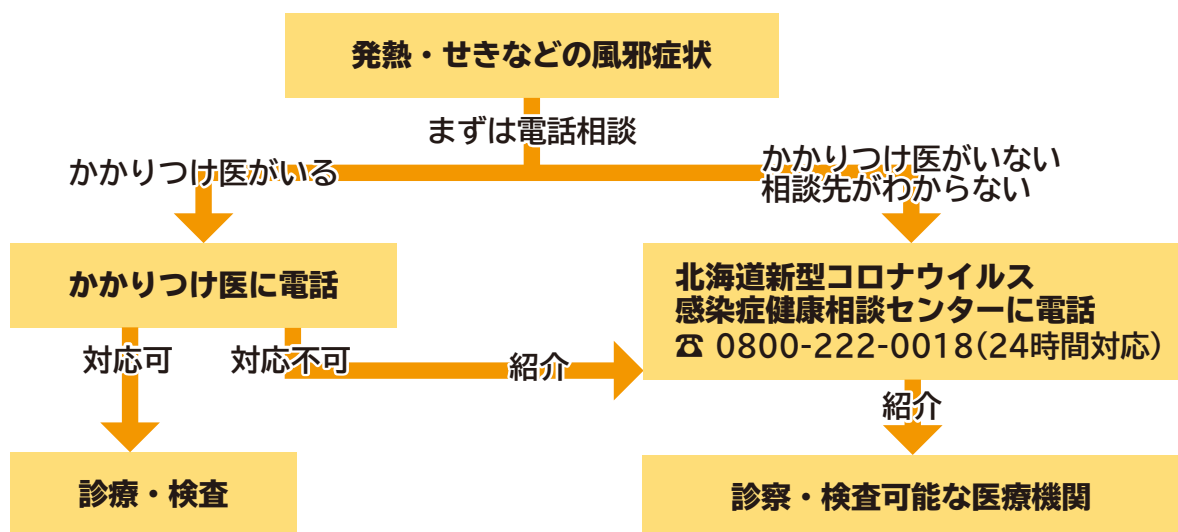 発熱・せきなどの風邪症状
まずは電話相談
かかりつけ医がいる
かかりつけ医がいない
相談先がわからない
かかりつけ医に電話
北海道新型コロナウイルス
感染症健康相談センターに電話
☎ 0800-222-0018(24時間対応)
対応可
対応不可
紹介
紹介
診療・検査
診察・検査可能な医療機関